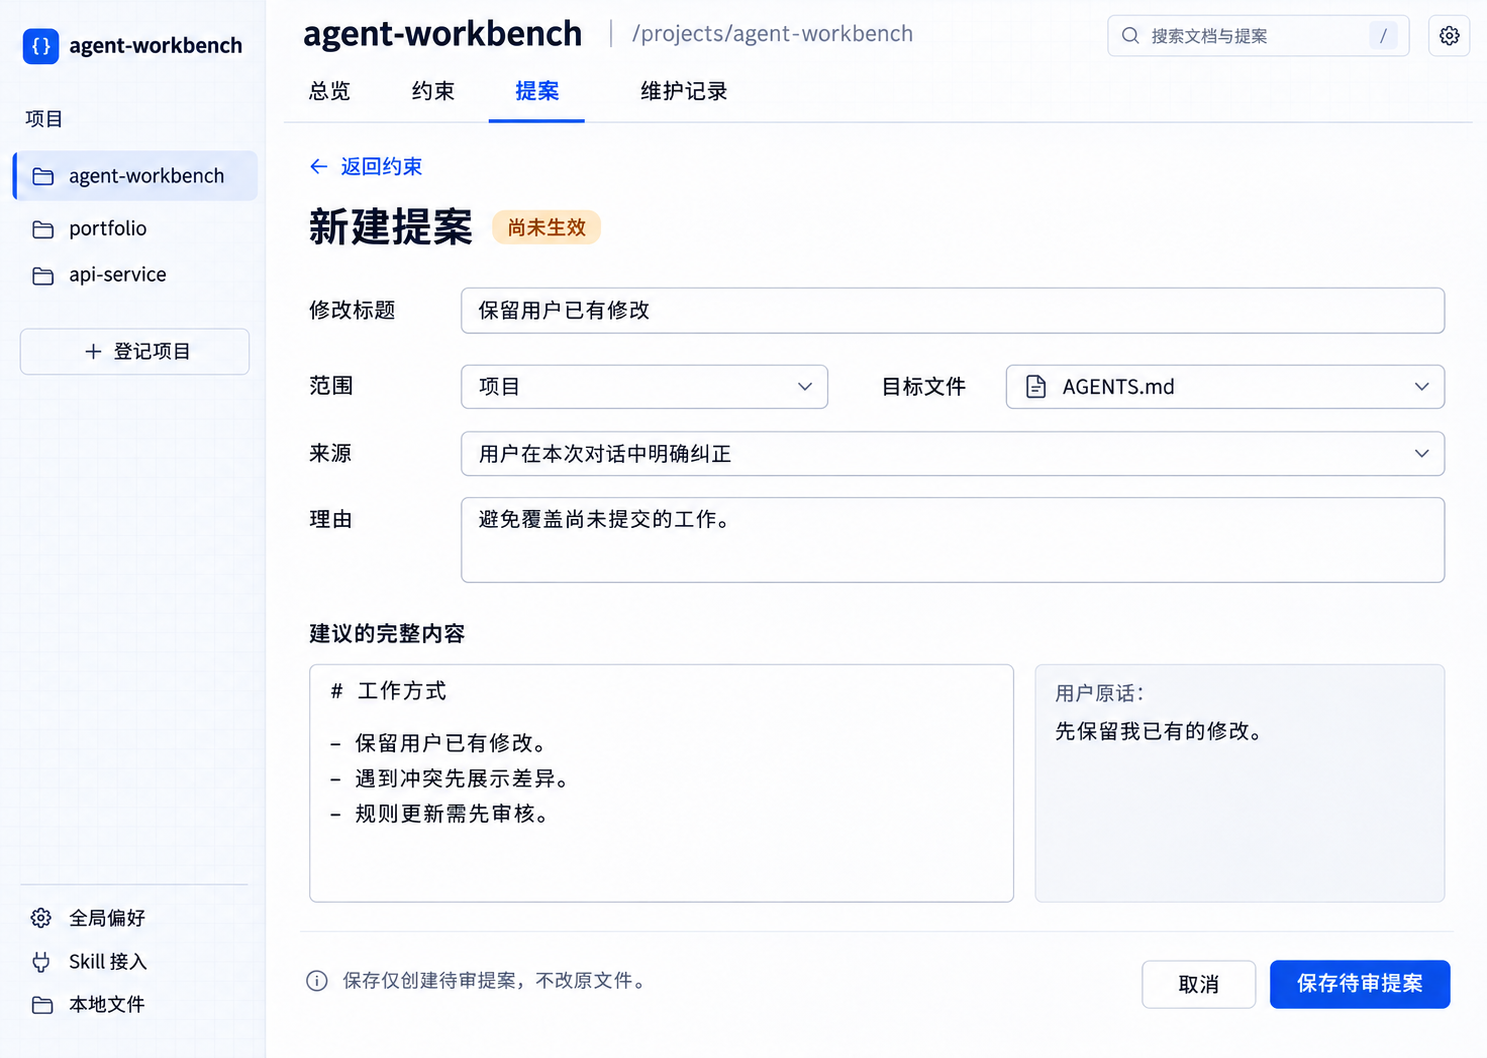 agent-workbench
项目
agent-workbench
portfolio
api-service
+ 登记项目
全局偏好
Skill 接入
本地文件
agent-workbench | /projects/agent-workbench
搜索文档与提案 /
总览 约束 提案 维护记录
← 返回约束
新建提案 尚未生效
修改标题 保留用户已有修改
范围 项目 目标文件 AGENTS.md
来源 用户在本次对话中明确纠正
理由 避免覆盖尚未提交的工作。
建议的完整内容
# 工作方式
- 保留用户已有修改。
- 遇到冲突先展示差异。
- 规则更新需先审核。
用户原话：
先保留我已有的修改。
保存仅创建待审提案，不改原文件。
取消 保存待审提案